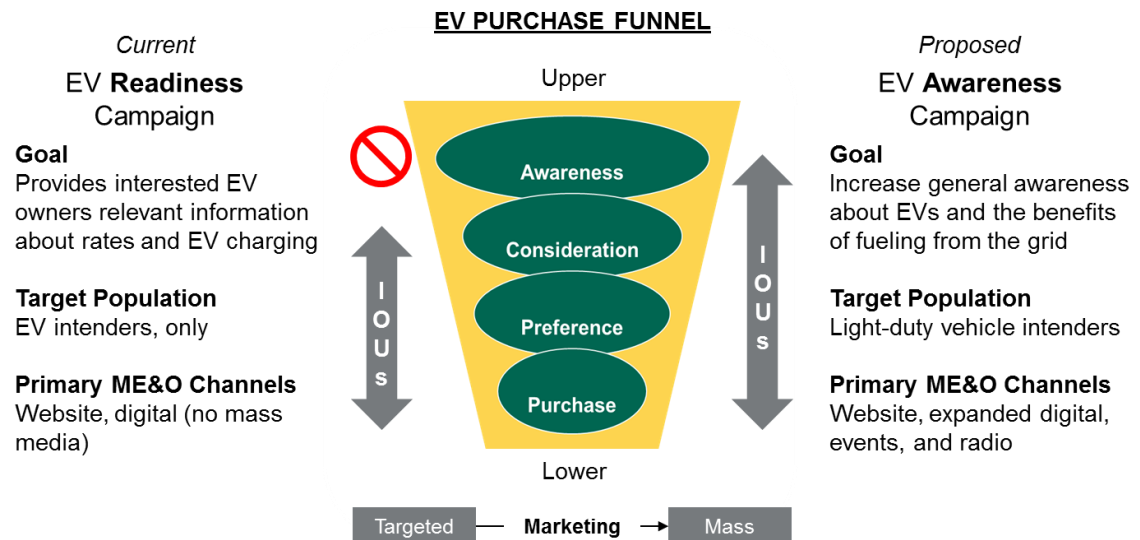 EV PURCHASE FUNNEL
Current
EV Readiness
Campaign
Goal
Provides interested EV
owners relevant information
about rates and EV charging
Target Population
EV intenders, only
Primary ME&O Channels
Website, digital (no mass
media)
IOUs
Upper
Awareness
Consideration
Preference
Purchase
Lower
Targeted
Marketing
Mass
IOUs
Proposed
EV Awareness
Campaign
Goal
Increase general awareness
about EVs and the benefits
of fueling from the grid
Target Population
Light-duty vehicle intenders
Primary ME&O Channels
Website, expanded digital,
events, and radio